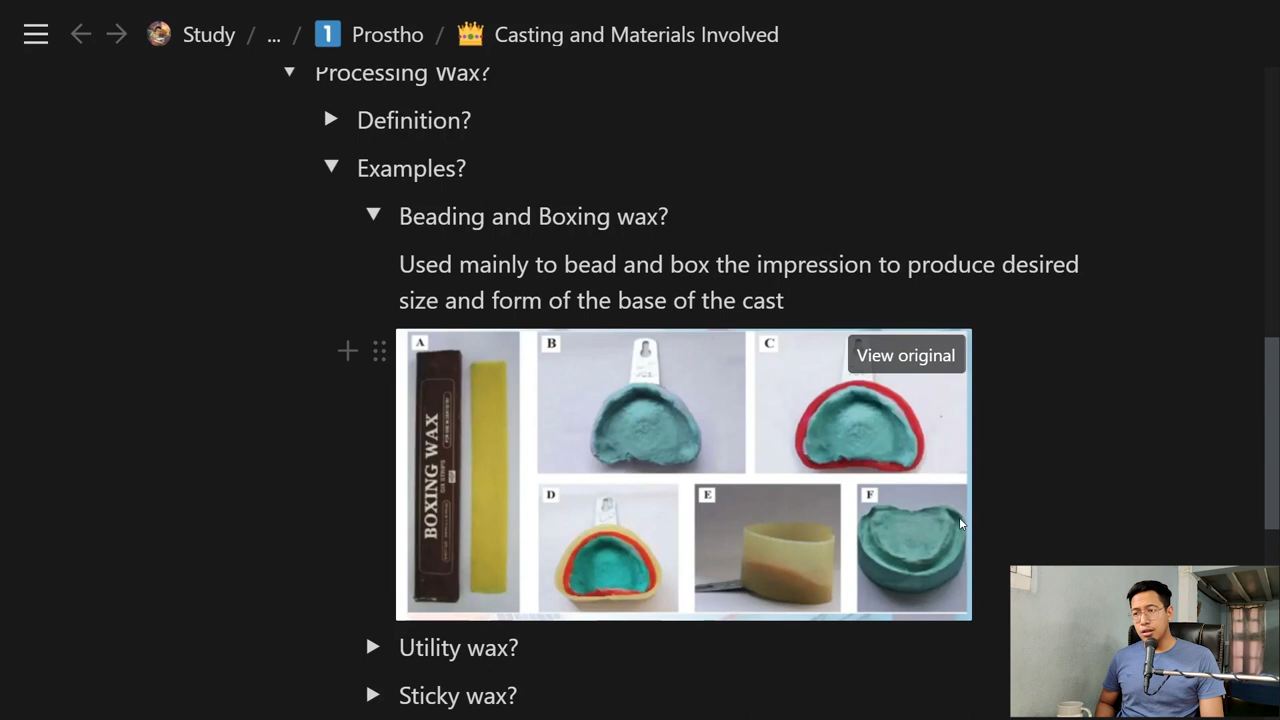 Study / ... / 1 Prostho / Casting and Materials Involved
Processing Wax?
Definition?
Examples?
Beading and Boxing wax?
Used mainly to bead and box the impression to produce desired
size and form of the base of the cast
View original
A
B
C
BOXING WAX
SIX STRIPS
D
E
F
Utility wax?
Sticky wax?